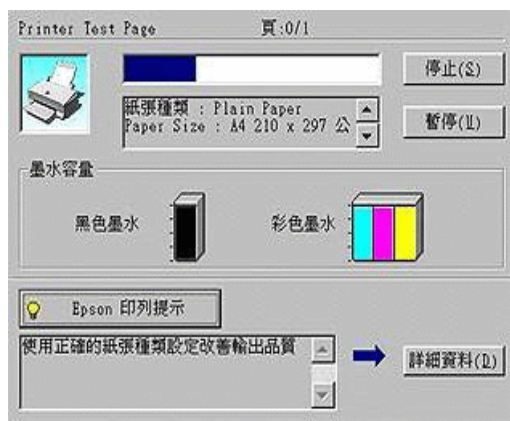 Printer Test Page 頁:0/1
停止(S)
紙張種類 : Plain Paper
Paper Size : A4 210 x 297 公
暫停(U)
墨水容量
黑色墨水
彩色墨水
Epson 印列提示
使用正確的紙張種類設定改善輸出品質
詳細資料(D)